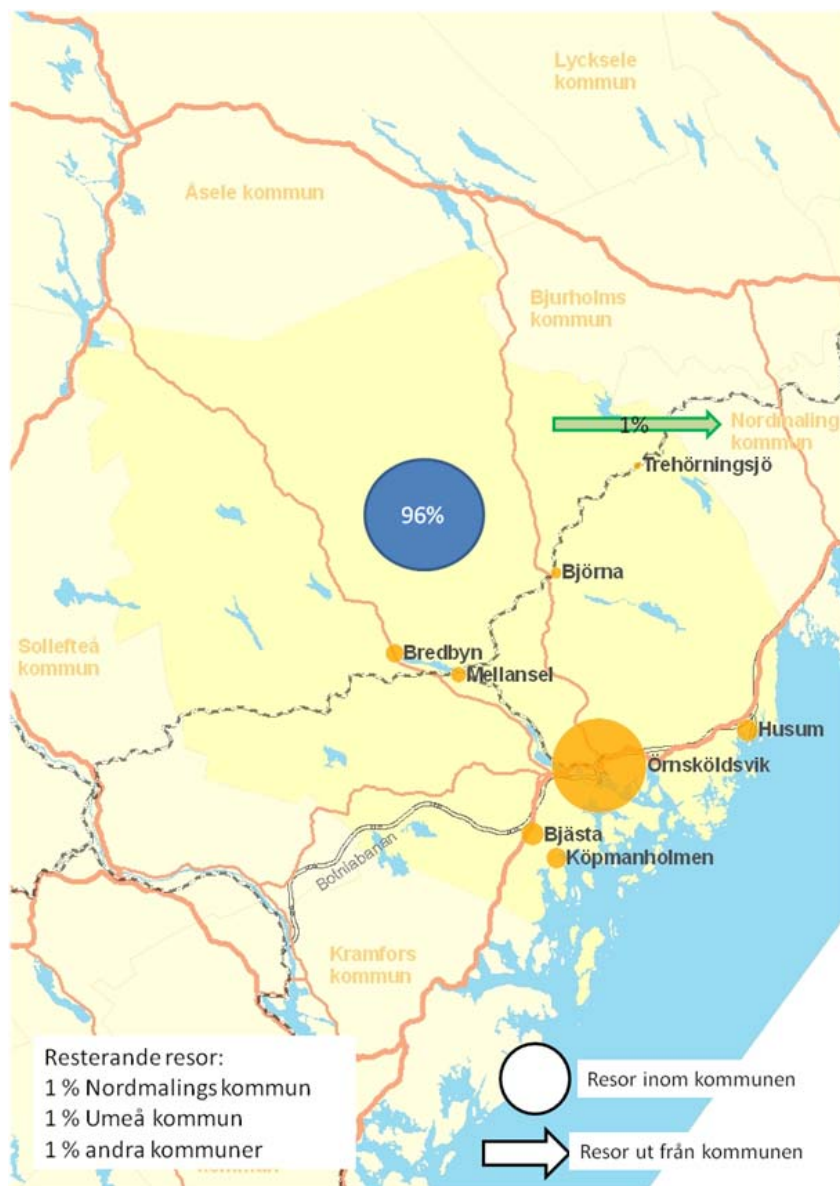 Lycksele
kommun
Åsele kommun
Bjurholms
kommun
1%
Nordmaling
kommun
Trehörningsjö
96%
Björna
Sollefteå
kommun
Bredbyn
Mellansel
Husum
Örnsköldsvik
Bjästa
Köpmanholmen
Botniabanan
Kramfors
kommun
Resterande resor:
1 % Nordmalings kommun
1 % Umeå kommun
1 % andra kommuner
kommun
Resor inom kommunen
Resor ut från kommunen